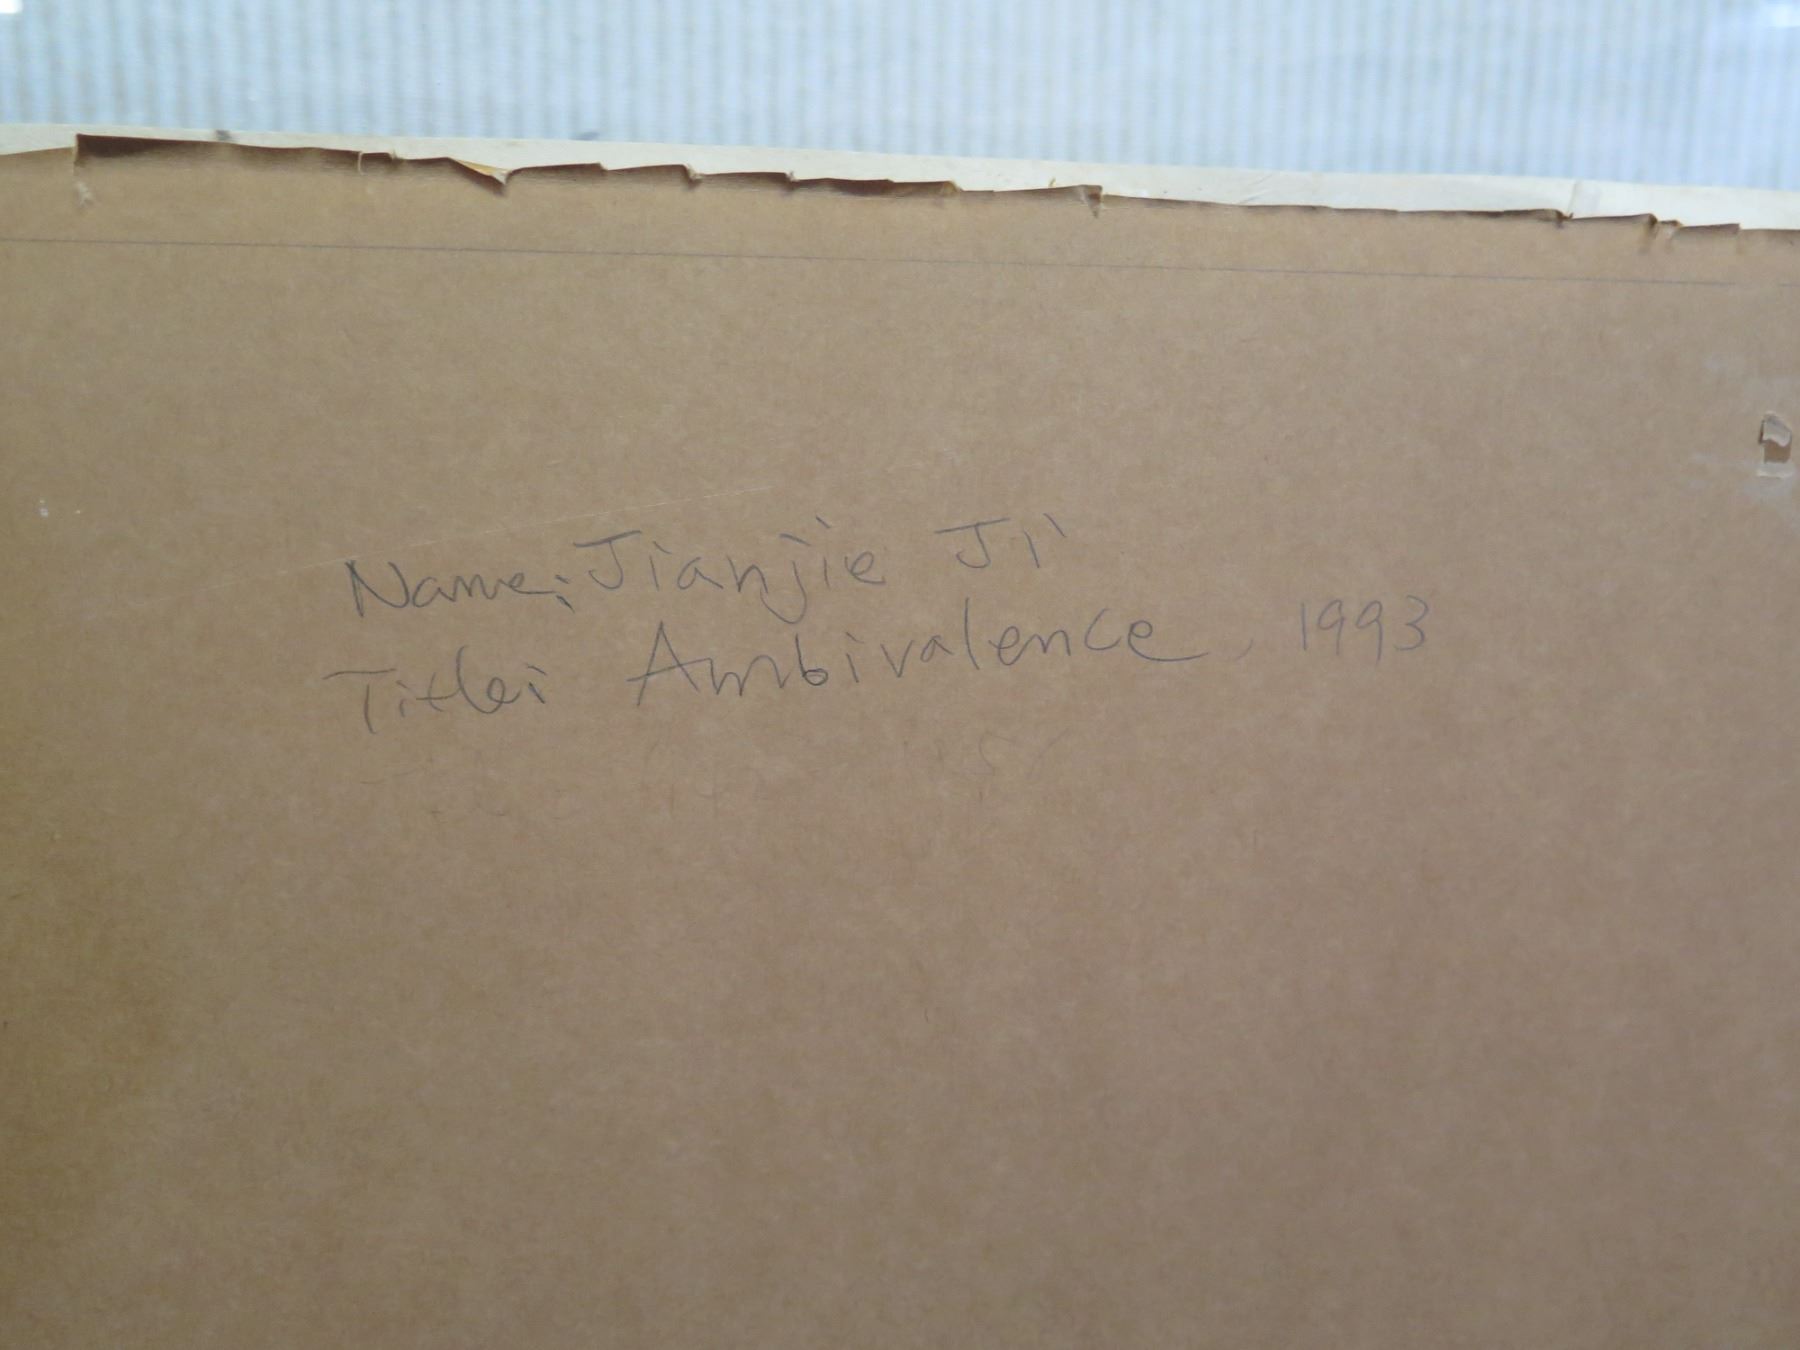 Name: Jianjie Ji
Title: Ambivalence, 1993